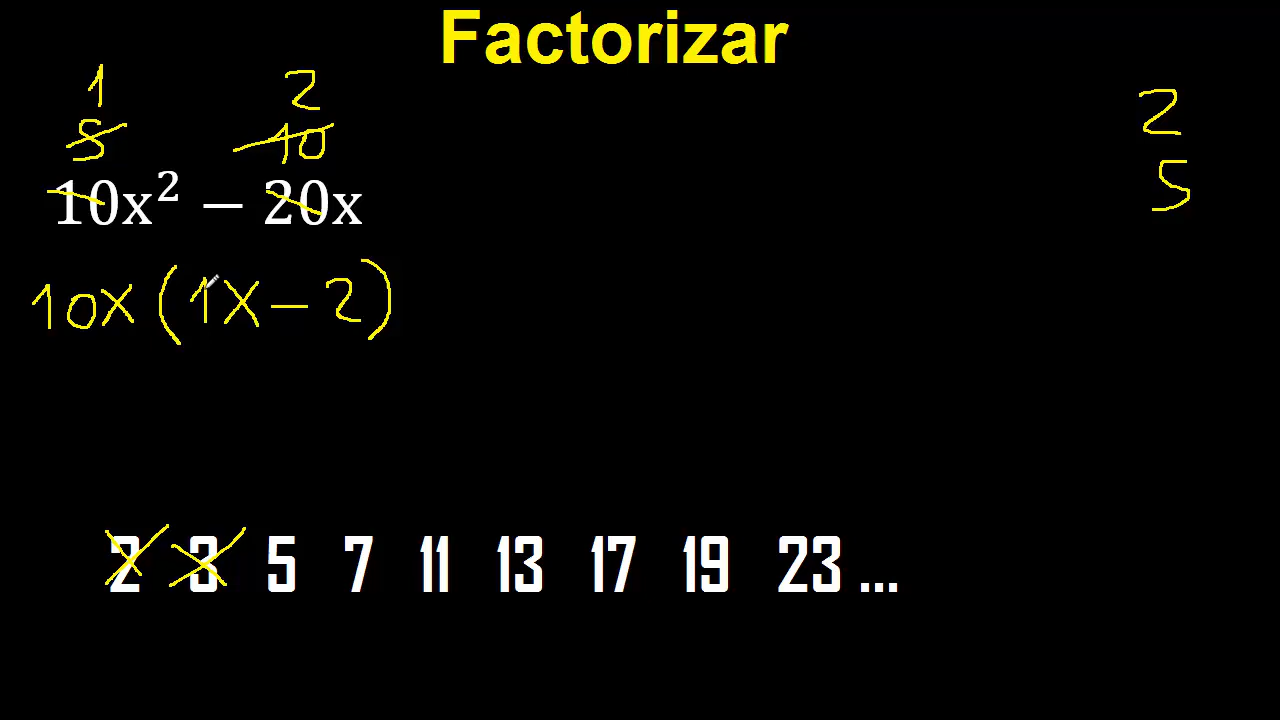 Factorizar
1 2
5 10
2
5
10x² − 20x
10x (1x − 2)
2 3 5 7 11 13 17 19 23 ...